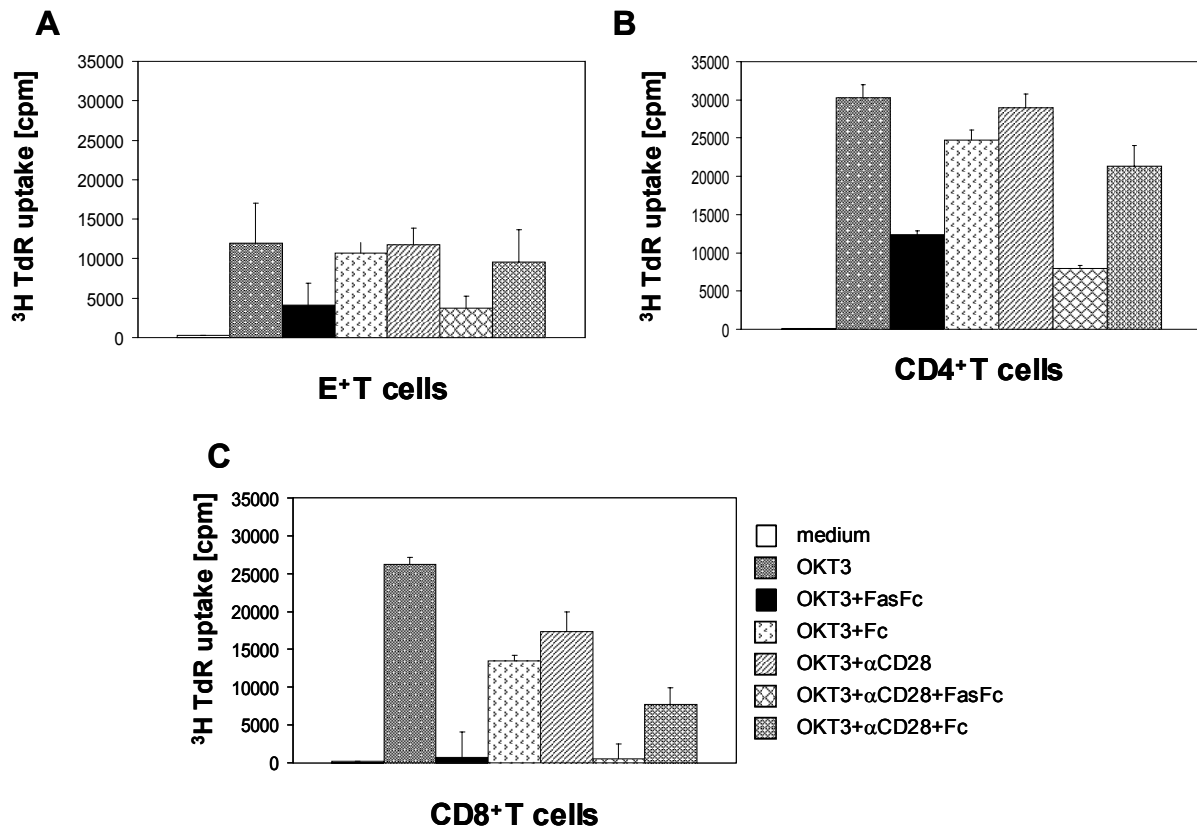 A
³H TdR uptake [cpm]
35000
30000
25000
20000
15000
10000
5000
0
E⁺T cells
B
³H TdR uptake [cpm]
35000
30000
25000
20000
15000
10000
5000
0
CD4⁺T cells
C
³H TdR uptake [cpm]
35000
30000
25000
20000
15000
10000
5000
0
CD8⁺T cells
medium
OKT3
OKT3+FasFc
OKT3+Fc
OKT3+αCD28
OKT3+αCD28+FasFc
OKT3+αCD28+Fc